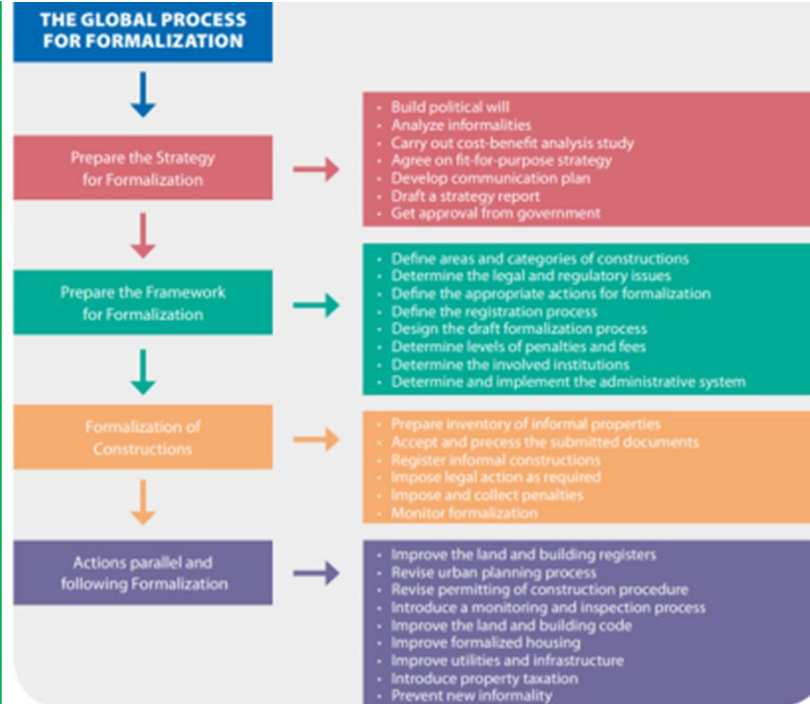 THE GLOBAL PROCESS
FOR FORMALIZATION
Prepare the Strategy
for Formalization
• Build political will
• Analyze informalities
• Carry out cost-benefit analysis study
• Agree on fit-for-purpose strategy
• Develop communication plan
• Draft a strategy report
• Get approval from government
Prepare the Framework
for Formalization
• Define areas and categories of constructions
• Determine the legal and regulatory issues
• Define the appropriate actions for formalization
• Define the registration process
• Design the draft formalization process
• Determine levels of penalties and fees
• Determine the involved institutions
• Determine and implement the administrative system
Formalization of
Constructions
• Prepare inventory of informal properties
• Accept and precess the submitted documents
• Register informal constructions
• Impose legal action as required
• Impose and collect penalties
• Monitor formalization
Actions parallel and
following Formalization
• Improve the land and building registers
• Revise urban planning process
• Revise permitting of construction procedure
• Introduce a monitoring and inspection process
• Improve the land and building code
• Improve formalized housing
• Improve utilities and infrastructure
• Introduce property taxation
• Prevent new informality